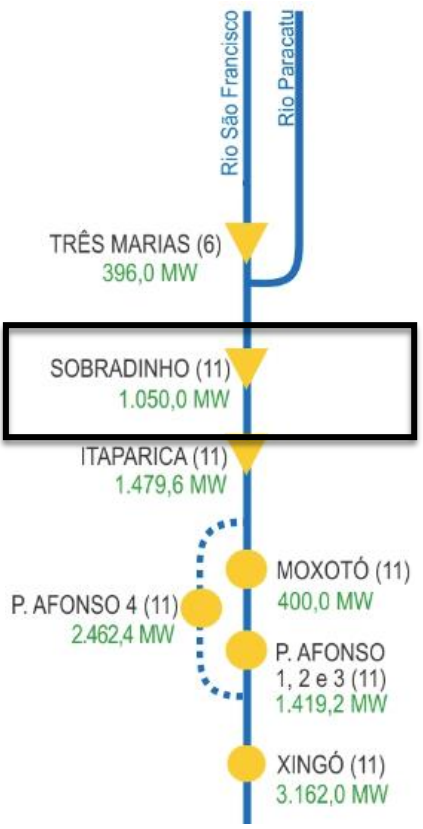 Rio São Francisco
Rio Paracatu
TRÊS MARIAS (6)
396,0 MW
SOBRADINHO (11)
1.050,0 MW
ITAPARICA (11)
1.479,6 MW
MOXOTÓ (11)
400,0 MW
P. AFONSO 4 (11)
2.462,4 MW
P. AFONSO
1, 2 e 3 (11)
1.419,2 MW
XINGÓ (11)
3.162,0 MW